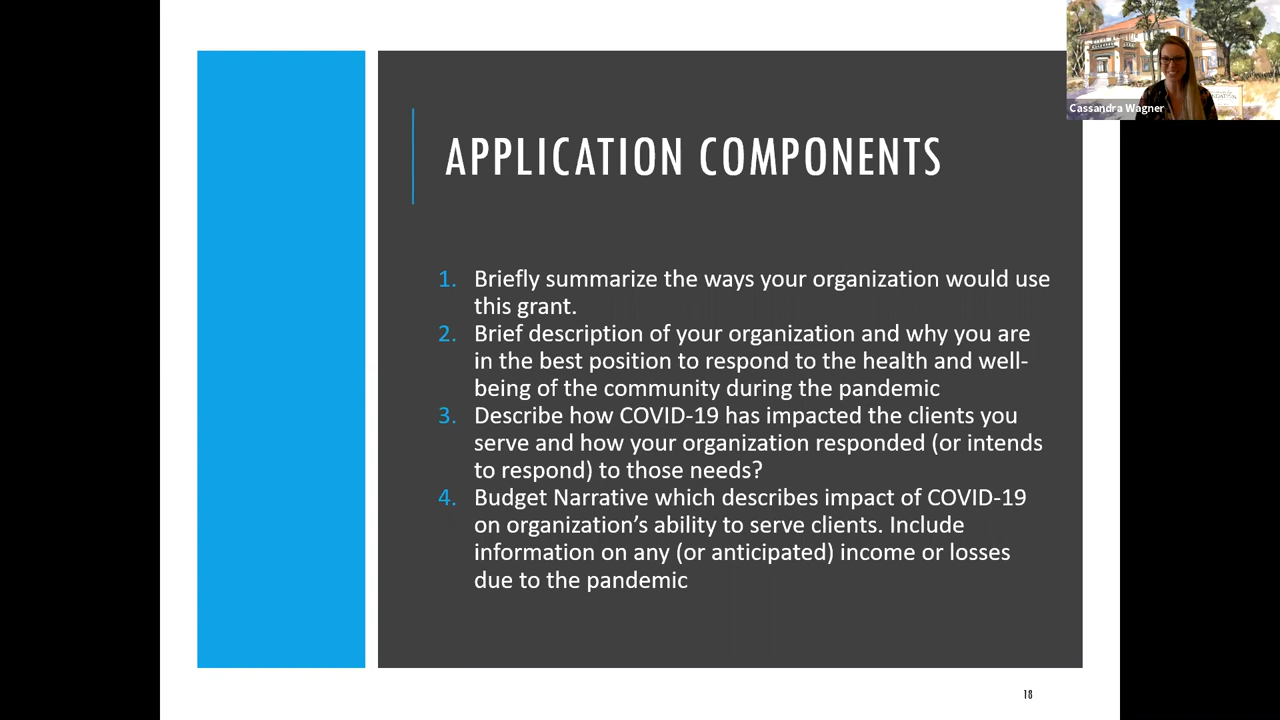 Cassandra Wagner
APPLICATION COMPONENTS
1. Briefly summarize the ways your organization would use
this grant.
2. Brief description of your organization and why you are
in the best position to respond to the health and well-
being of the community during the pandemic
3. Describe how COVID-19 has impacted the clients you
serve and how your organization responded (or intends
to respond) to those needs?
4. Budget Narrative which describes impact of COVID-19
on organization's ability to serve clients. Include
information on any (or anticipated) income or losses
due to the pandemic
18